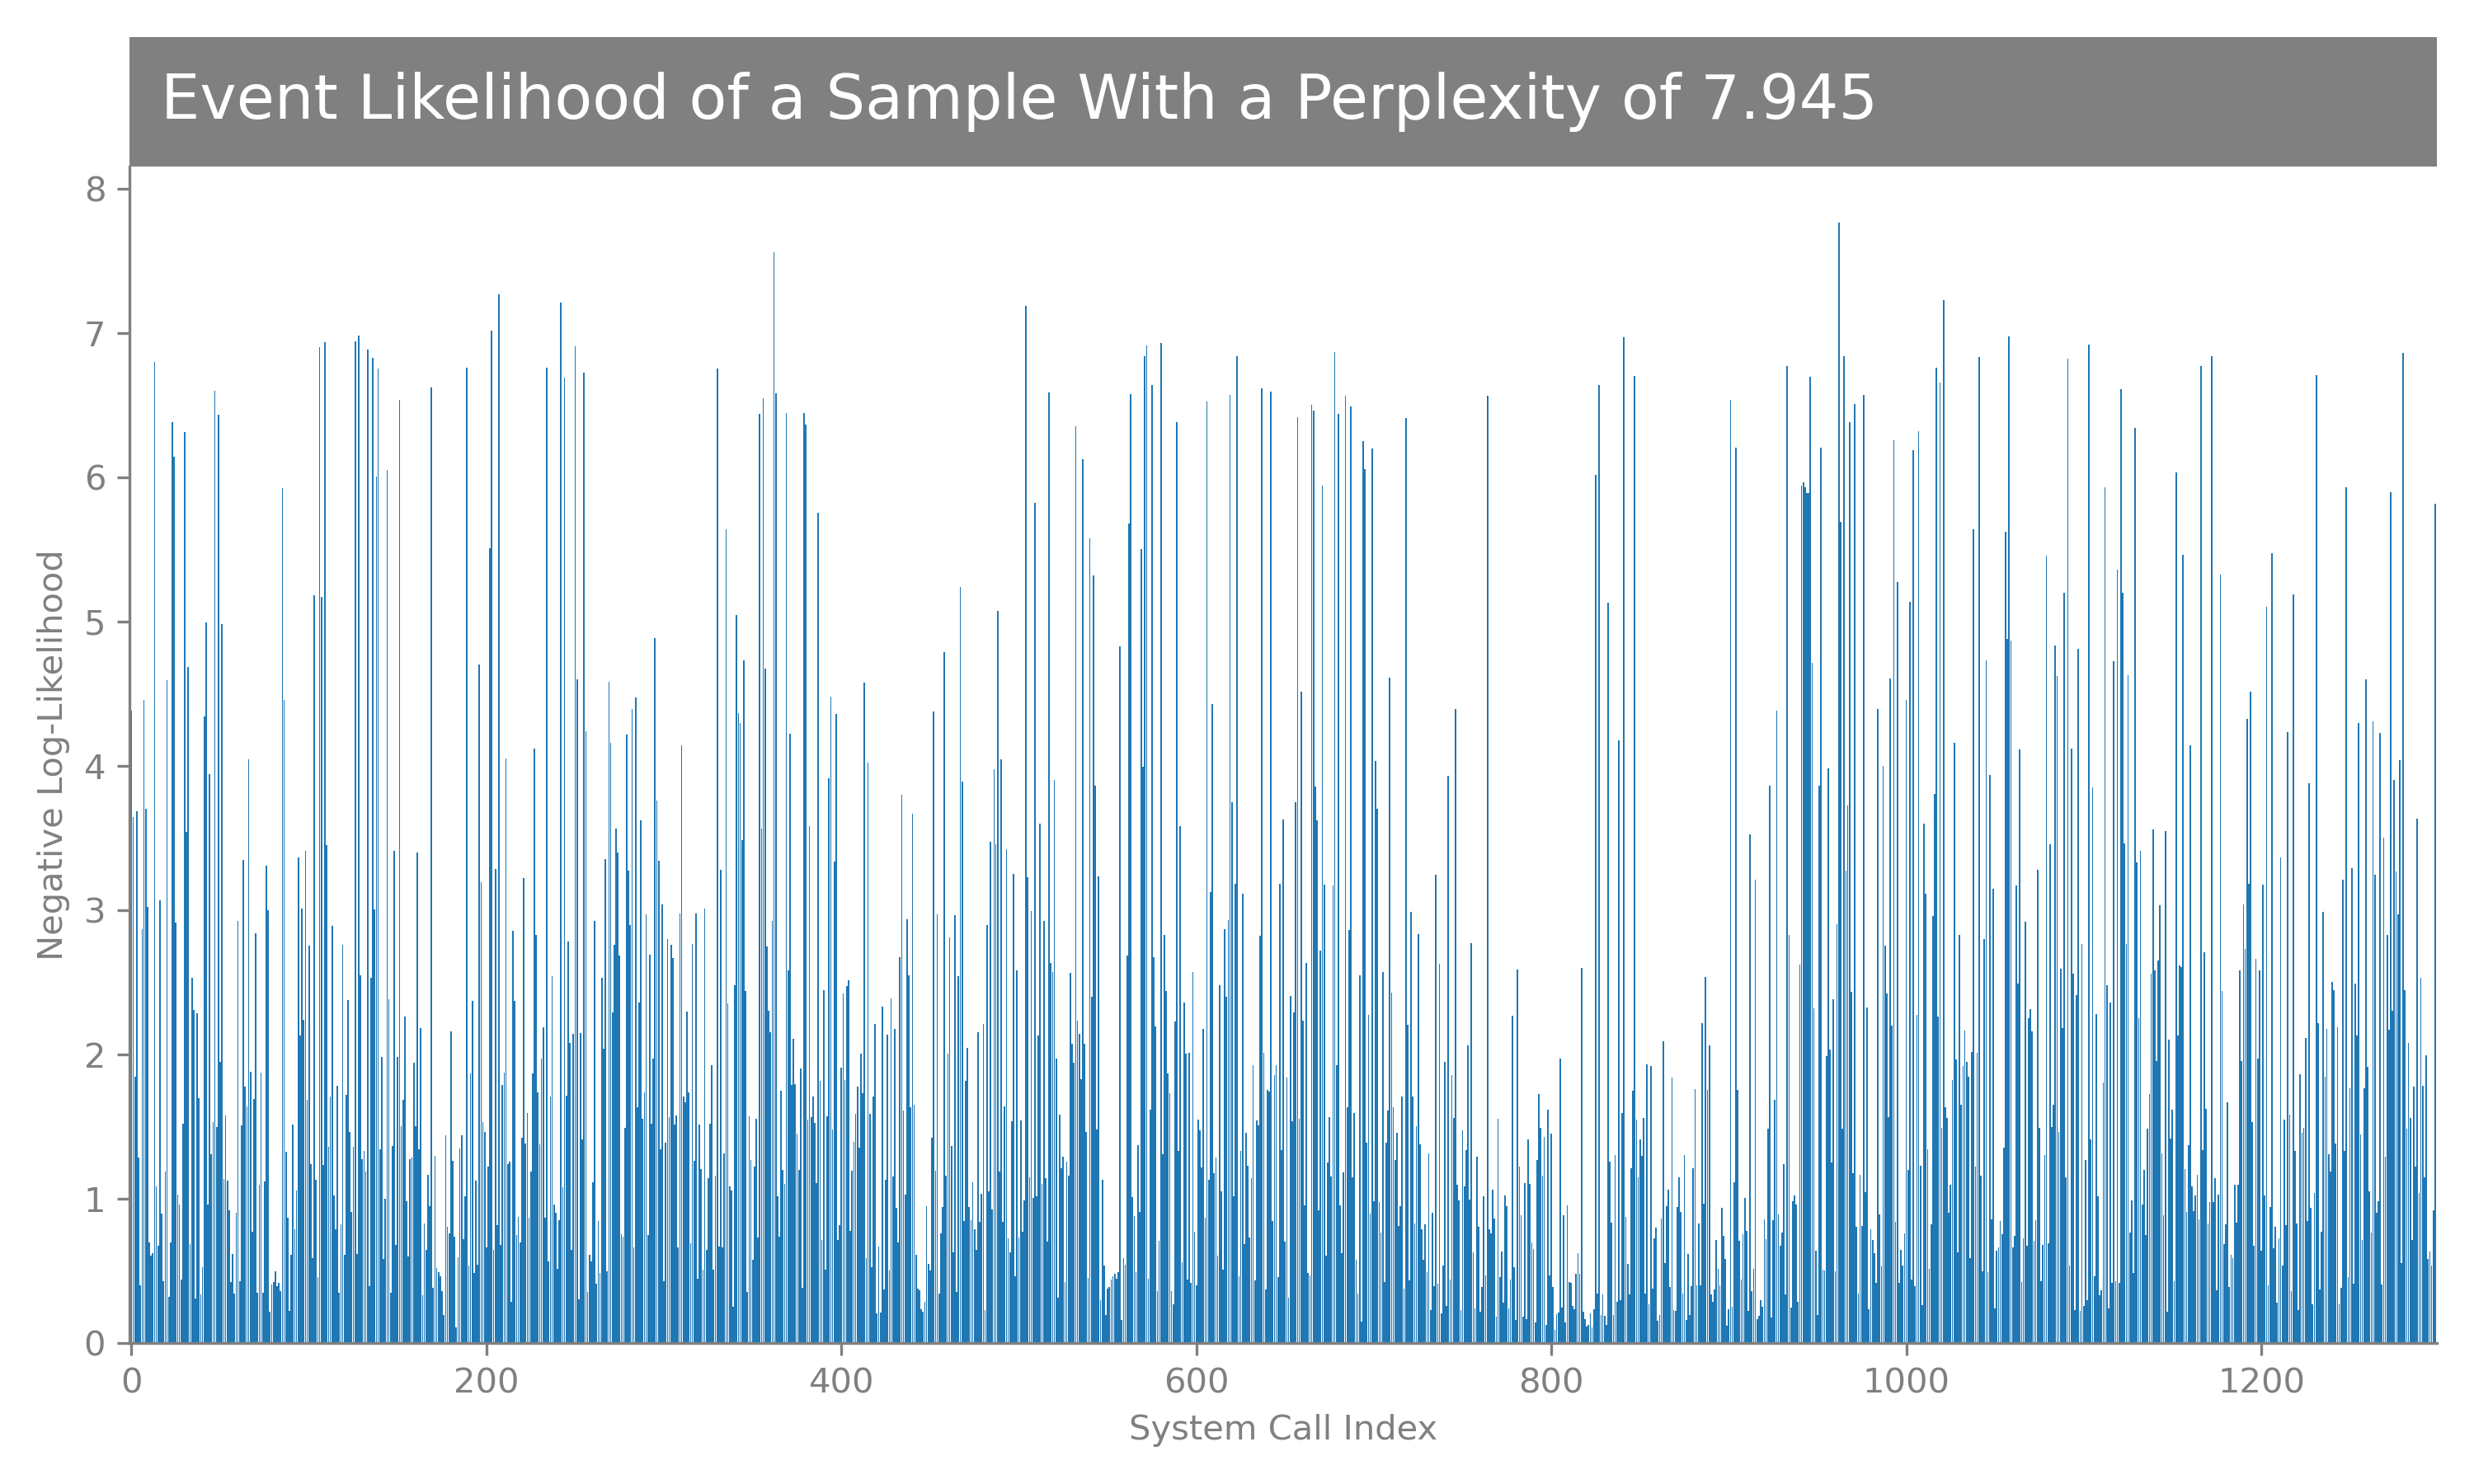 Event Likelihood of a Sample With a Perplexity of 7.945
8
7
6
5
4
3
2
1
0
Negative Log-Likelihood
0 200 400 600 800 1000 1200
System Call Index